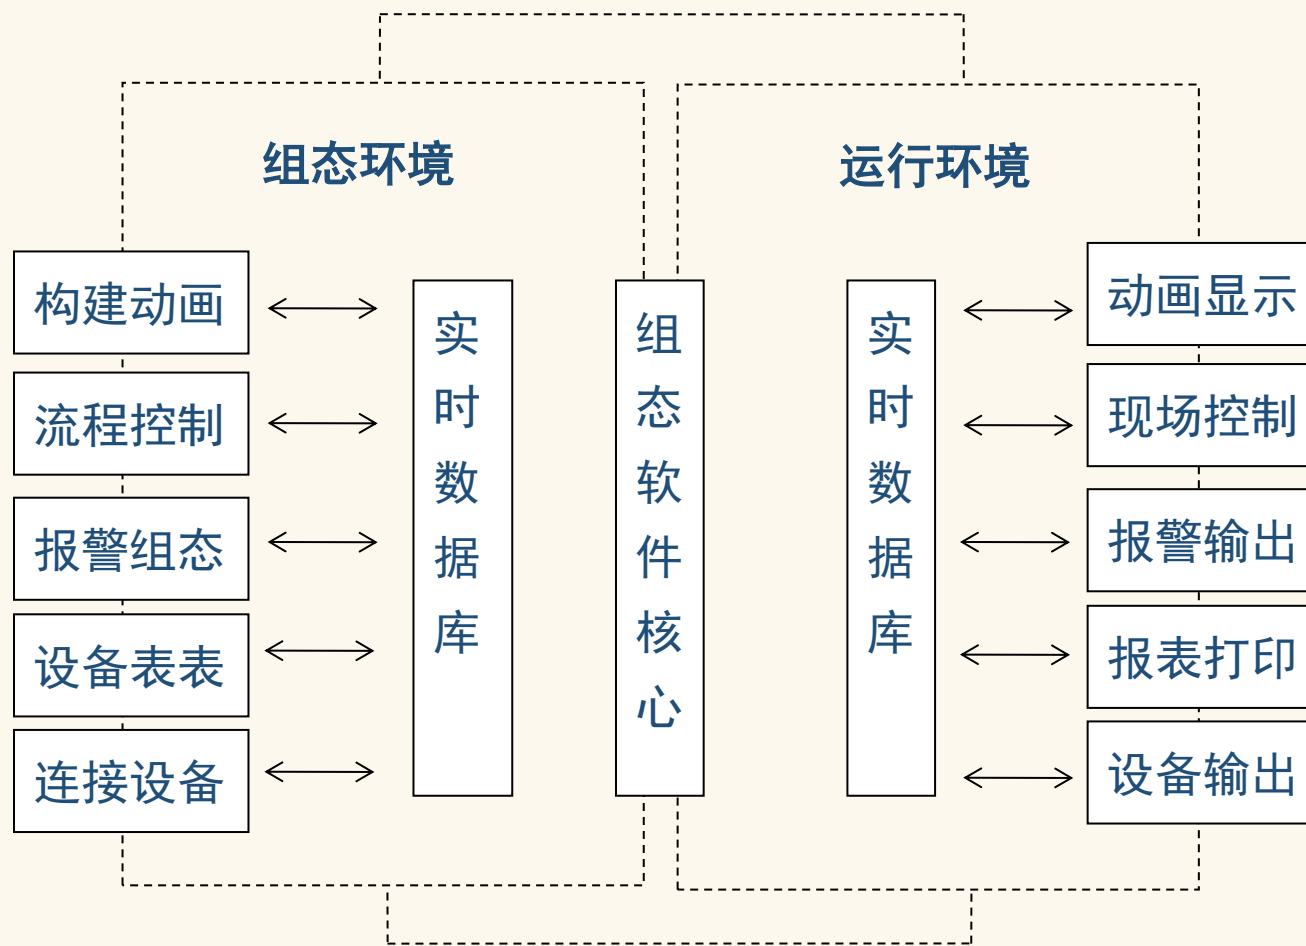 组态环境
运行环境
构建动画
流程控制
报警组态
设备表表
连接设备
实时数据库
组态软件核心
实时数据库
动画显示
现场控制
报警输出
报表打印
设备输出